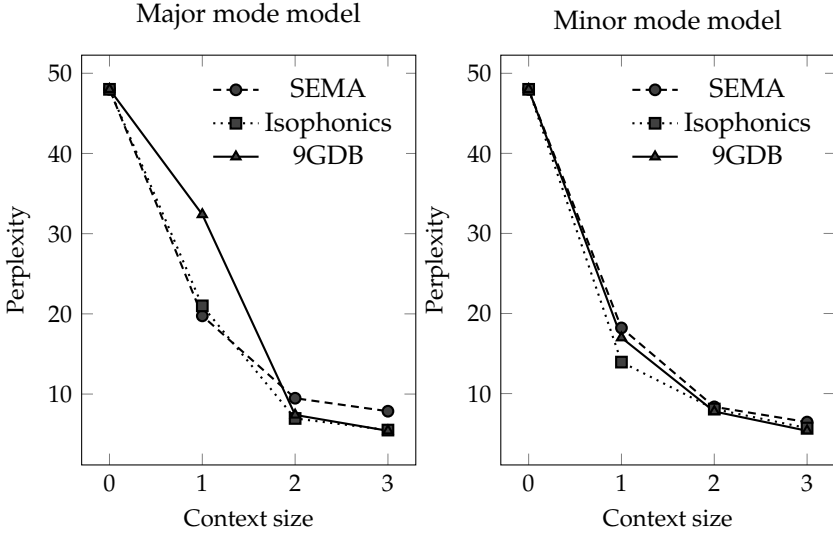 Major mode model
50
40
30
20
10
0
1
2
3
Perplexity
Context size
SEMA
Isophonics
9GDB
Minor mode model
50
40
30
20
10
0
1
2
3
Perplexity
Context size
SEMA
Isophonics
9GDB